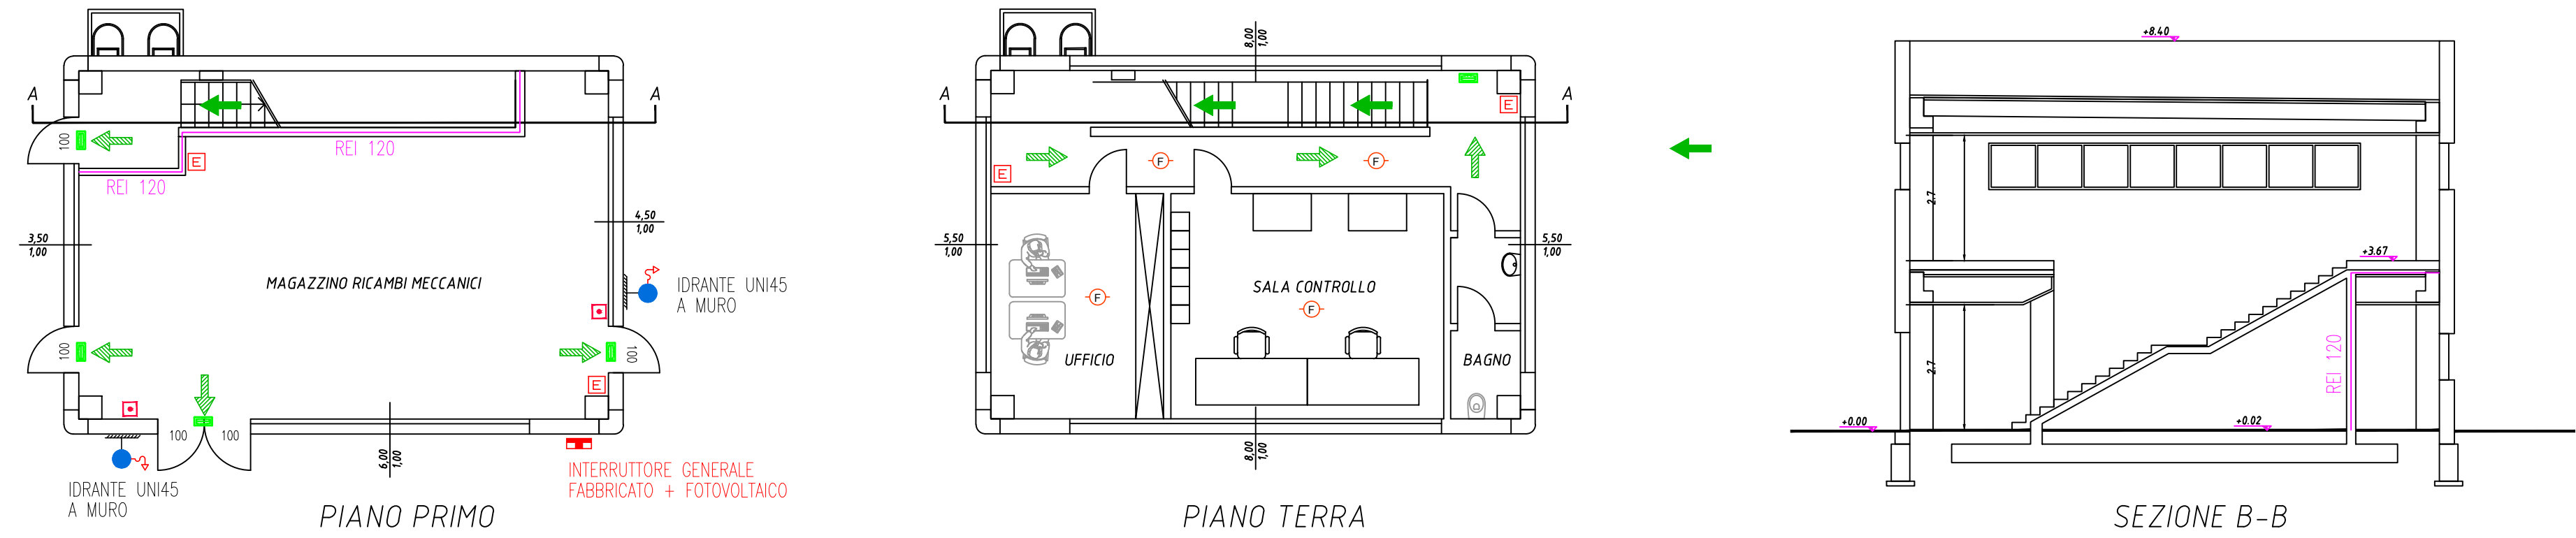 A
A
100
E
REI 120
REI 120
3,50
1,00
4,50
1,00
MAGAZZINO RICAMBI MECCANICI
IDRANTE UNI45
A MURO
100
100
E
100
100
6,00
1,00
IDRANTE UNI45
A MURO
INTERRUTTORE GENERALE
FABBRICATO + FOTOVOLTAICO
PIANO PRIMO
8,00
1,00
A
A
E
E
F
F
5,50
1,00
5,50
1,00
F
SALA CONTROLLO
F
UFFICIO
BAGNO
8,00
1,00
PIANO TERRA
+8.40
2.7
+3.67
2.7
REI 120
+0.00
+0.02
SEZIONE B-B